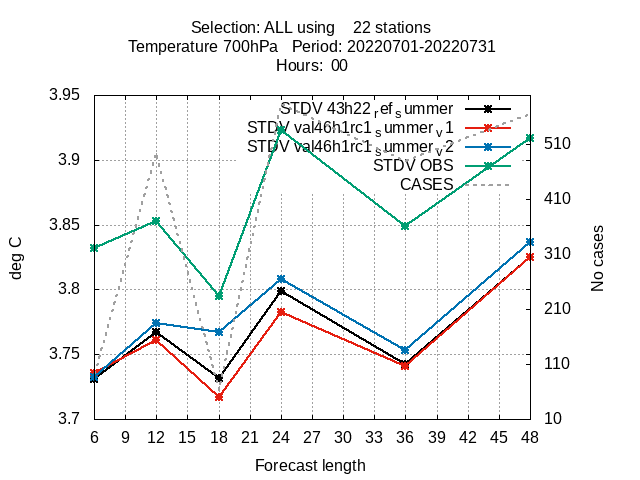 Selection: ALL using 22 stations
Temperature 700hPa Period: 20220701-20220731
Hours: 00
STDV 43h22_ref_summer
STDV val46h1rc1_summer_v1
STDV val46h1rc1_summer_v2
STDV OBS
CASES
3.95
3.9
3.85
3.8
3.75
3.7
deg C
510
410
310
210
110
10
No cases
6 9 12 15 18 21 24 27 30 33 36 39 42 45 48
Forecast length